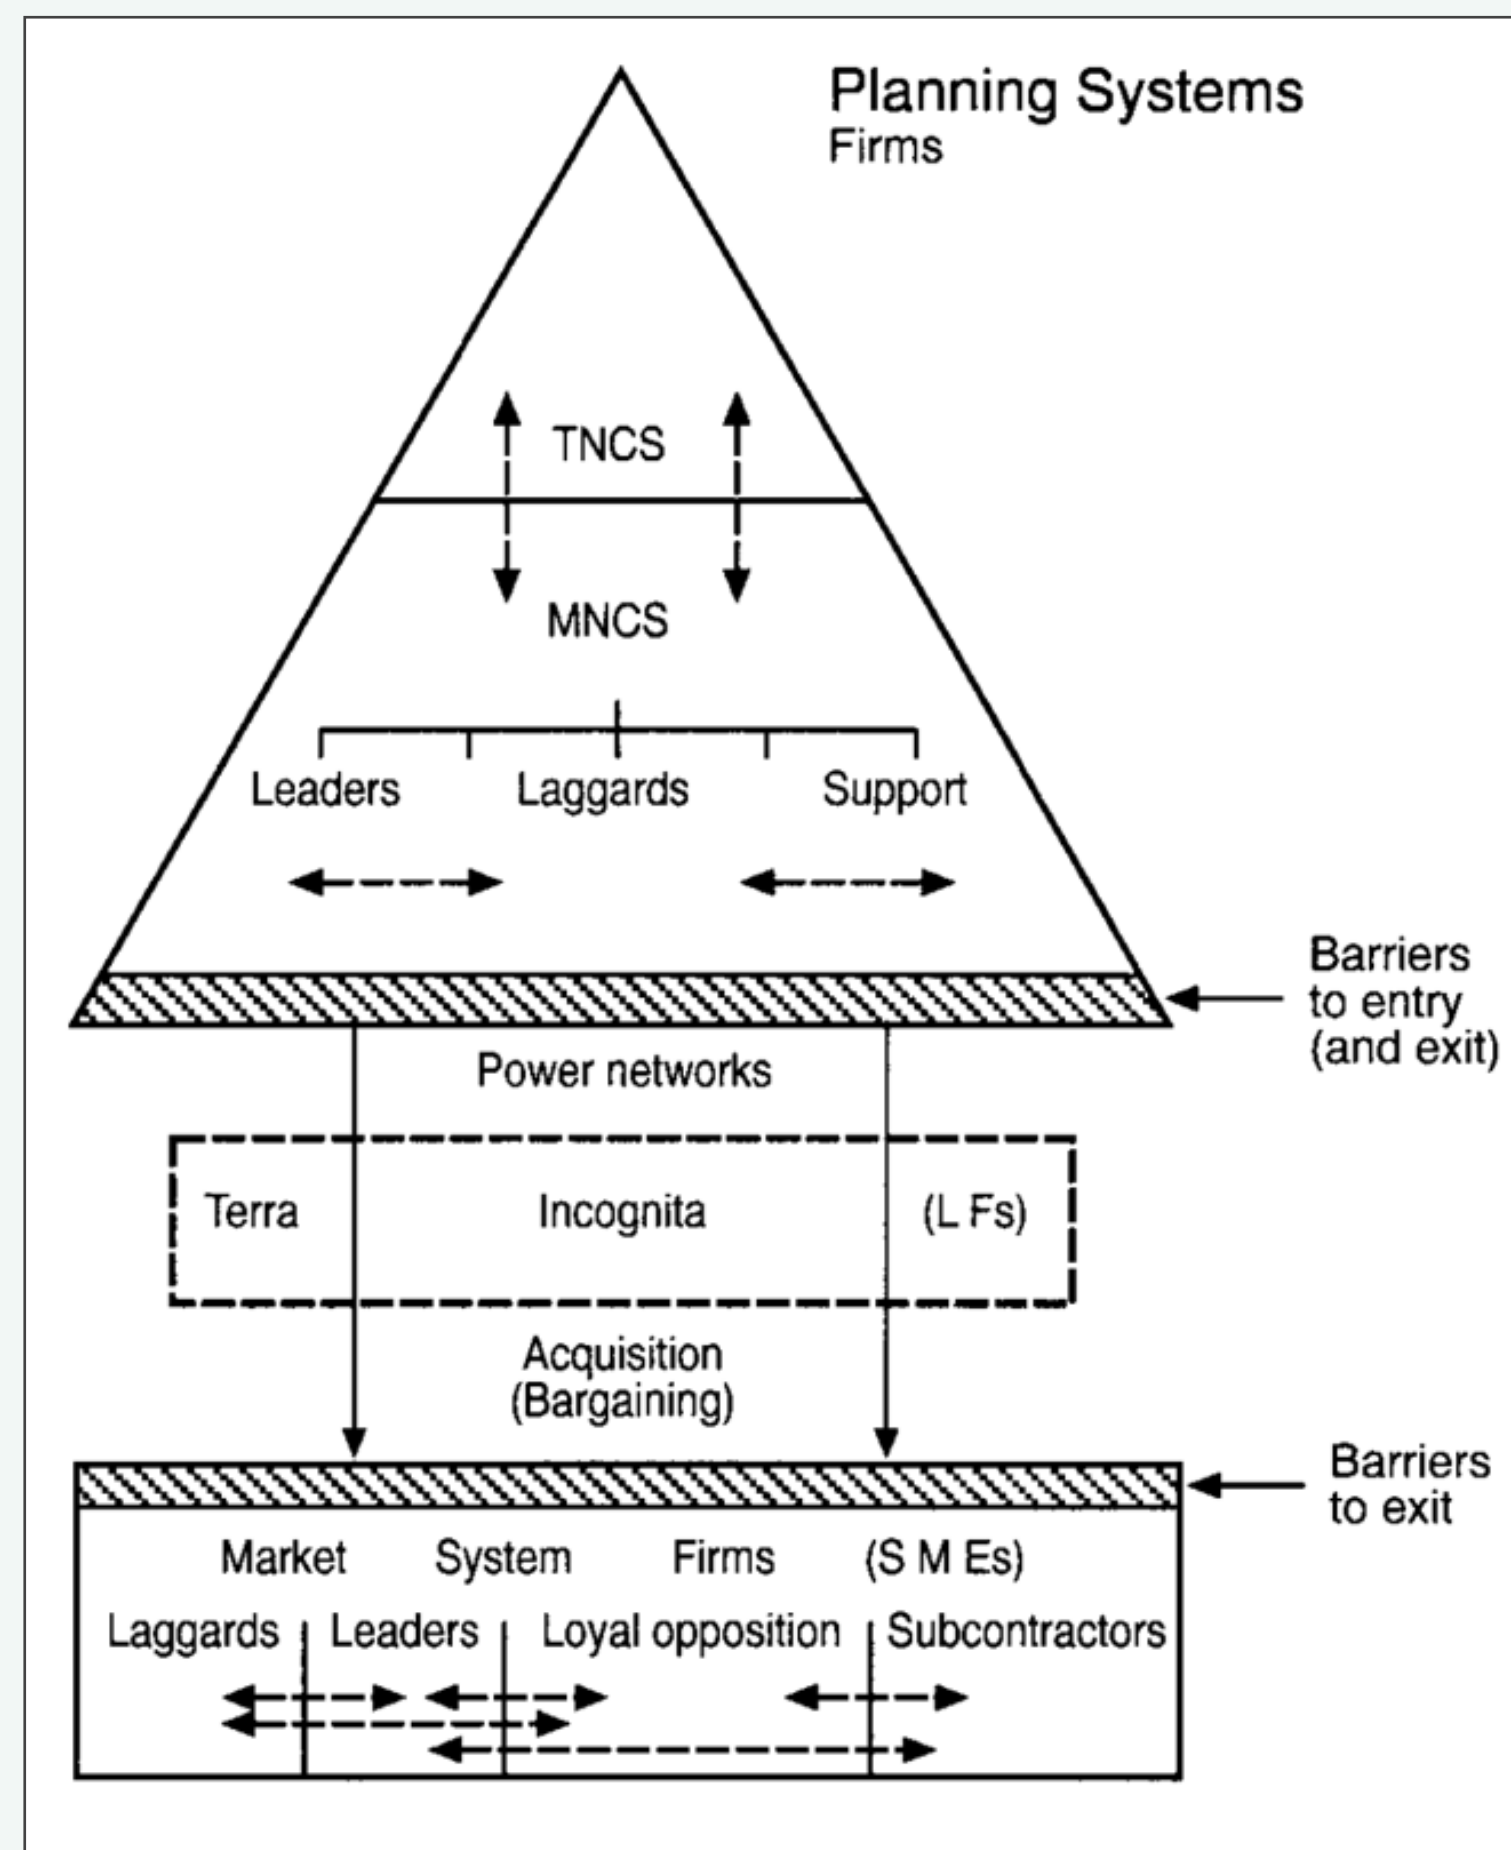 Planning Systems
Firms
TNCS
MNCS
Leaders Laggards Support
Barriers
to entry
(and exit)
Power networks
Terra Incognita (L Fs)
Acquisition
(Bargaining)
Barriers
to exit
Market System Firms (S M Es)
Laggards Leaders Loyal opposition Subcontractors